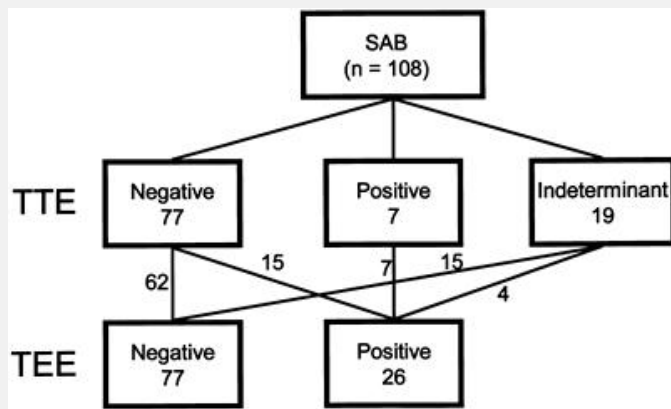 SAB
(n = 108)
TTE
Negative
77
Positive
7
Indeterminant
19
62
15
7
15
4
TEE
Negative
77
Positive
26